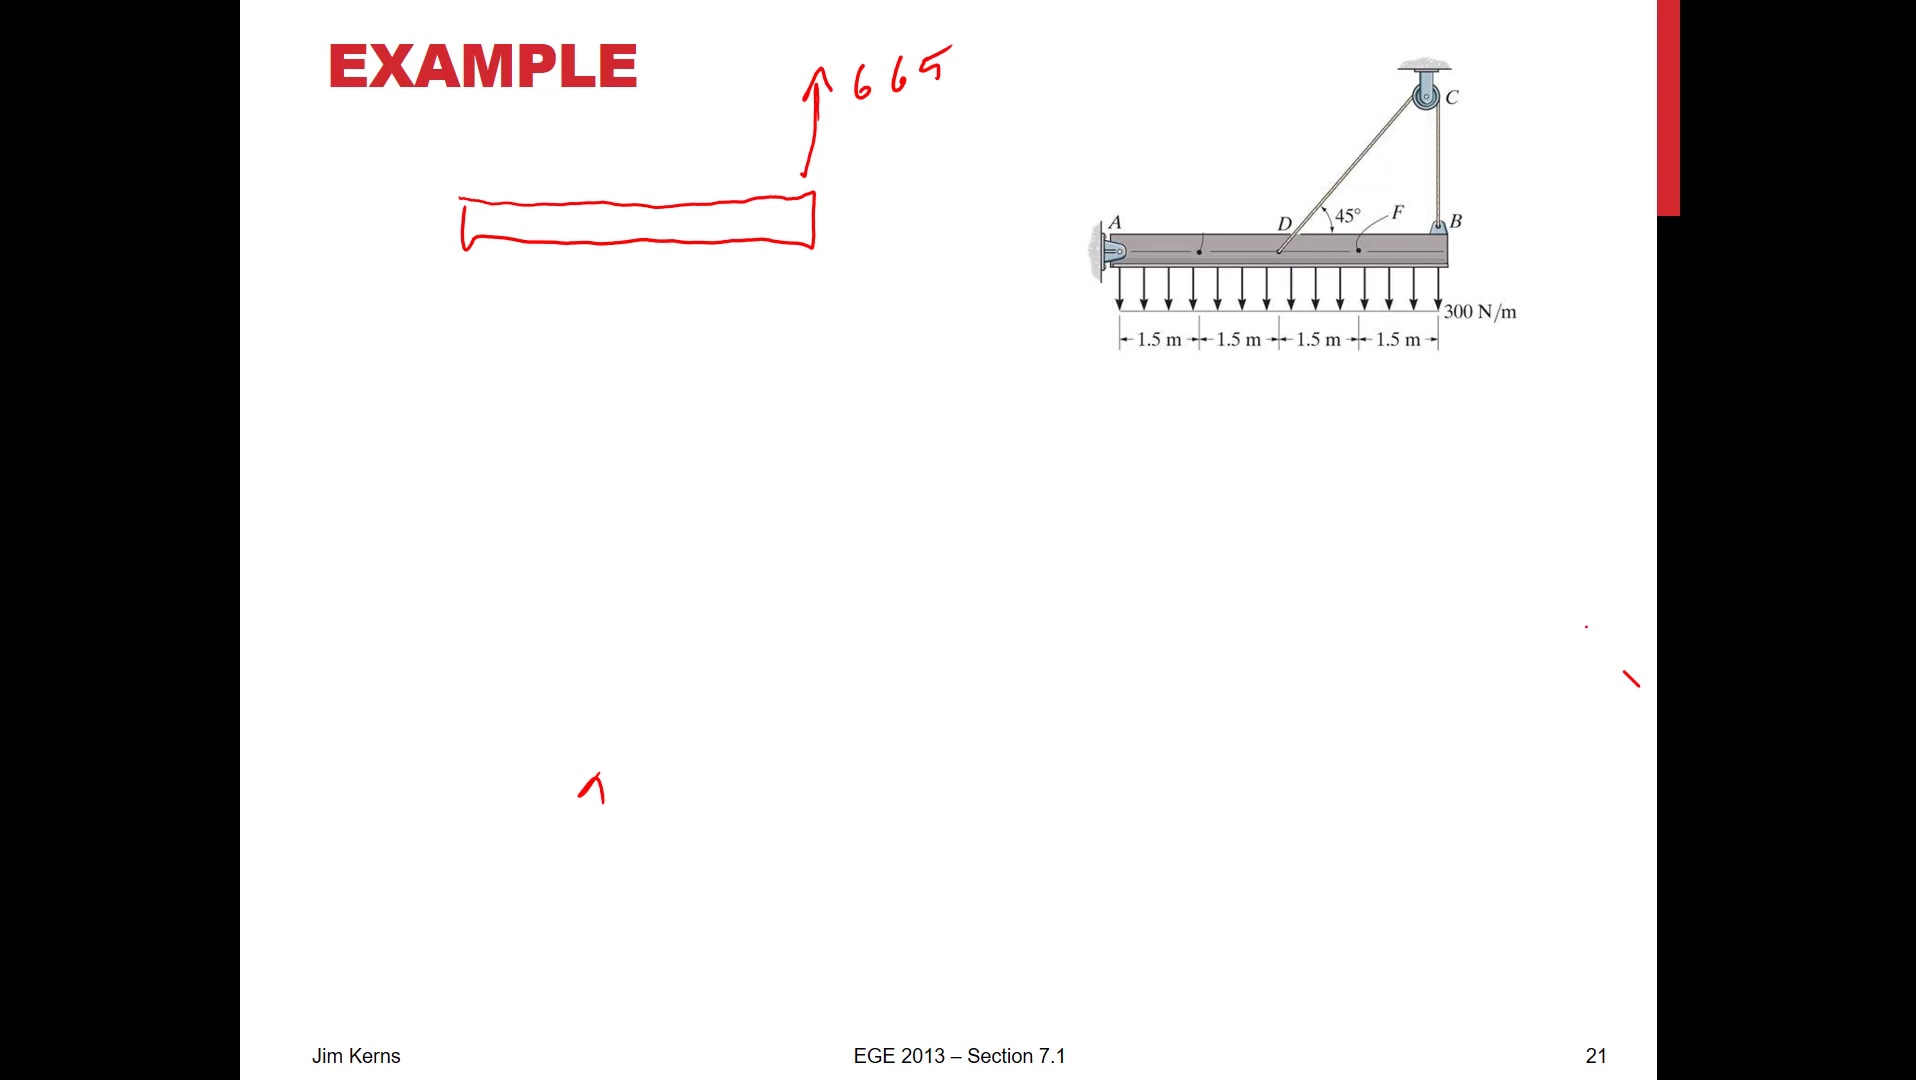 EXAMPLE
665
C
A
D
45°
F
B
300 N/m
1.5 m
1.5 m
1.5 m
1.5 m
Jim Kerns
EGE 2013 – Section 7.1
21